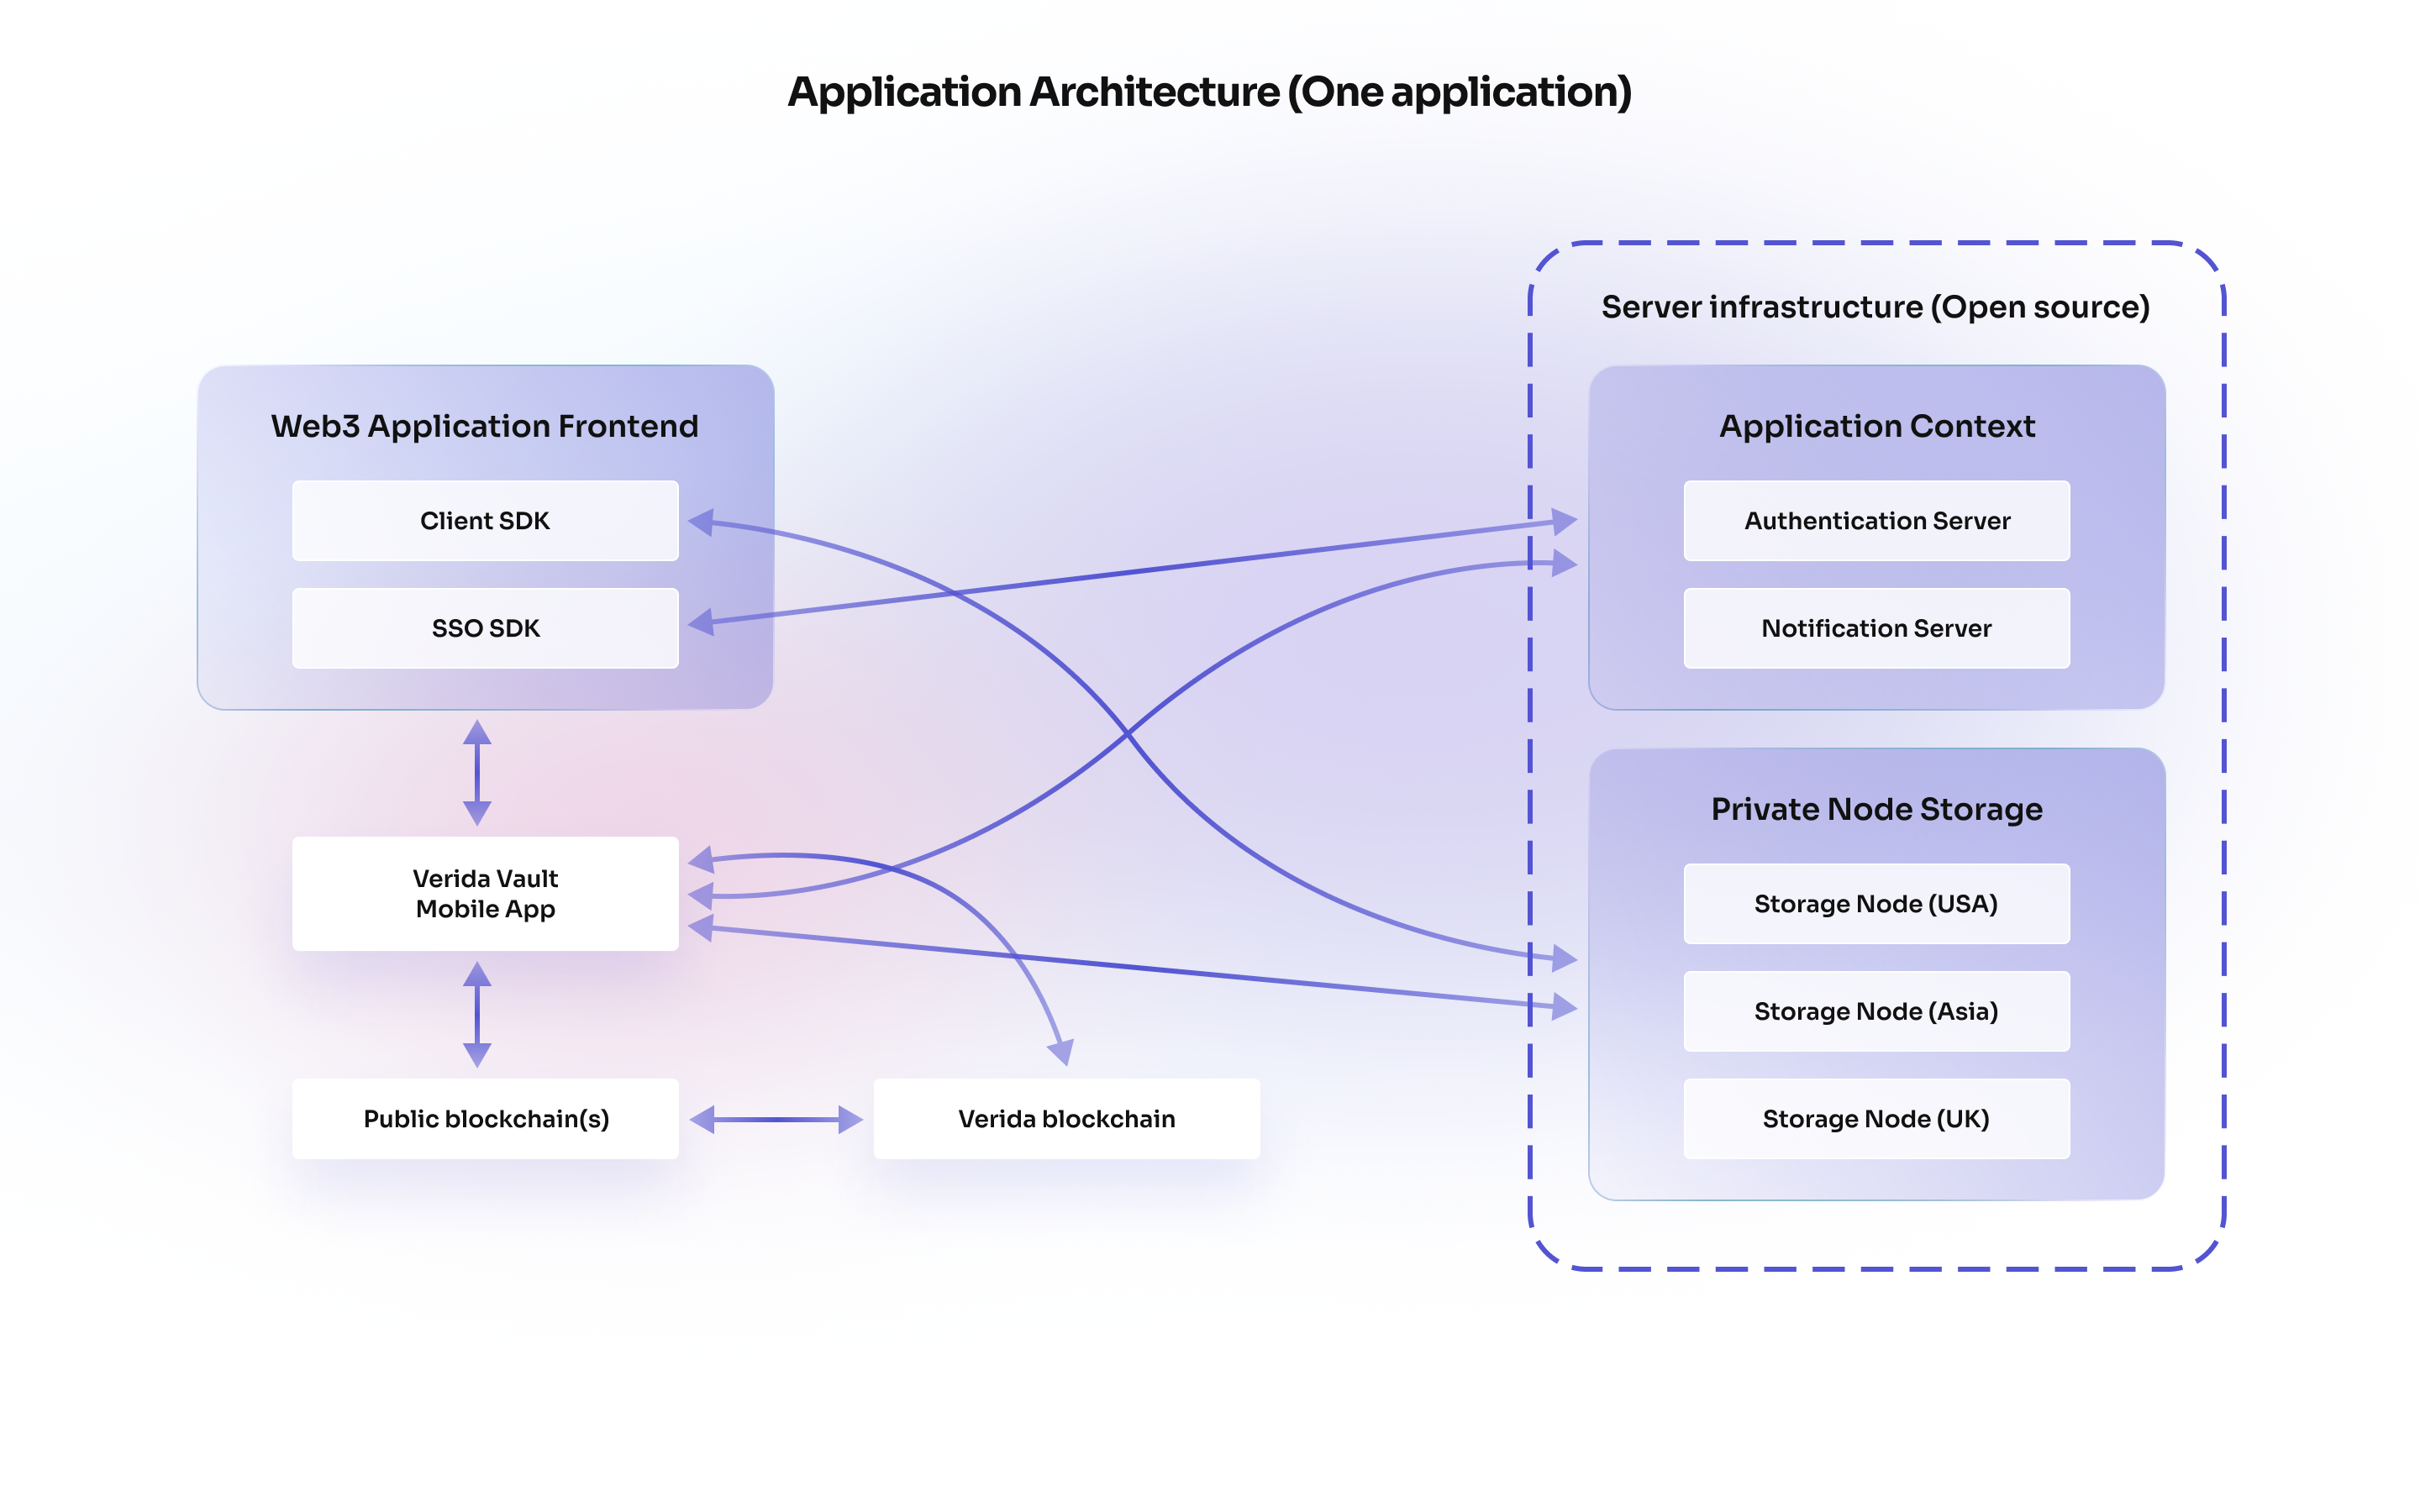 Application Architecture (One application)
Web3 Application Frontend
Client SDK
SSO SDK
Verida Vault
Mobile App
Public blockchain(s)
Verida blockchain
Server infrastructure (Open source)
Application Context
Authentication Server
Notification Server
Private Node Storage
Storage Node (USA)
Storage Node (Asia)
Storage Node (UK)